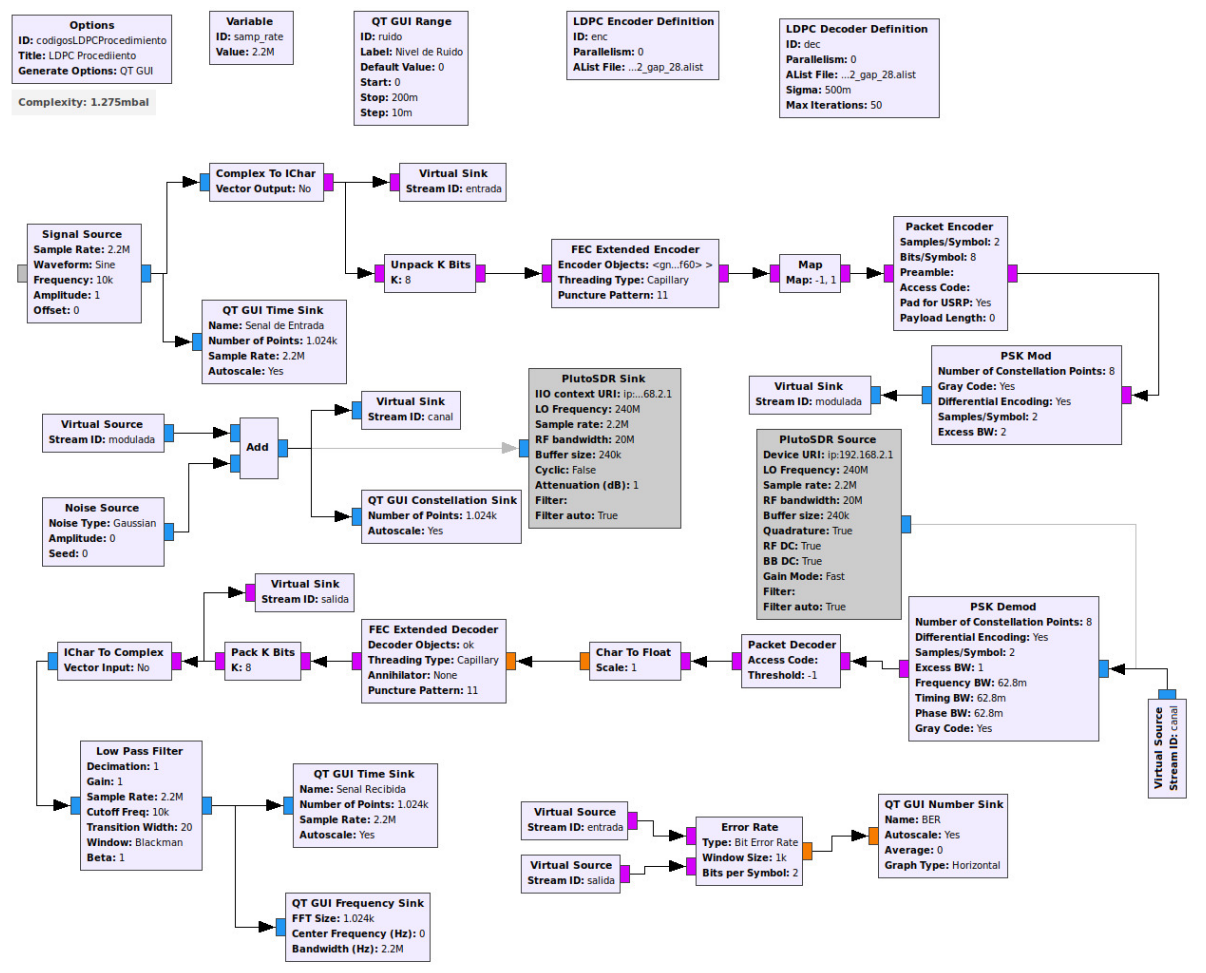 Options
ID: codigosLDPCProcedimiento
Title: LDPC Procediiento
Generate Options: QT GUI
Complexity: 1.275mbal
Variable
ID: samp_rate
Value: 2.2M
QT GUI Range
ID: ruido
Label: Nivel de Ruido
Default Value: 0
Start: 0
Stop: 200m
Step: 10m
LDPC Encoder Definition
ID: enc
Parallelism: 0
AList File: ...2_gap_28.alist
LDPC Decoder Definition
ID: dec
Parallelism: 0
AList File: ...2_gap_28.alist
Sigma: 500m
Max Iterations: 50
Complex To IChar
Vector Output: No
Virtual Sink
Stream ID: entrada
Signal Source
Sample Rate: 2.2M
Waveform: Sine
Frequency: 10k
Amplitude: 1
Offset: 0
Unpack K Bits
K: 8
FEC Extended Encoder
Encoder Objects: <gn...f60> >
Threading Type: Capillary
Puncture Pattern: 11
Map
Map: -1, 1
Packet Encoder
Samples/Symbol: 2
Bits/Symbol: 8
Preamble:
Access Code:
Pad for USRP: Yes
Payload Length: 0
QT GUI Time Sink
Name: Senal de Entrada
Number of Points: 1.024k
Sample Rate: 2.2M
Autoscale: Yes
PSK Mod
Number of Constellation Points: 8
Gray Code: Yes
Differential Encoding: Yes
Samples/Symbol: 2
Excess BW: 2
Virtual Sink
Stream ID: modulada
Virtual Source
Stream ID: modulada
Add
Virtual Sink
Stream ID: canal
PlutoSDR Sink
IIO context URI: ip:...68.2.1
LO Frequency: 240M
Sample rate: 2.2M
RF bandwidth: 20M
Buffer size: 240k
Cyclic: False
Attenuation (dB): 1
Filter:
Filter auto: True
PlutoSDR Source
Device URI: ip:192.168.2.1
LO Frequency: 240M
Sample rate: 2.2M
RF bandwidth: 20M
Buffer size: 240k
Quadrature: True
RF DC: True
BB DC: True
Gain Mode: Fast
Filter:
Filter auto: True
Noise Source
Noise Type: Gaussian
Amplitude: 0
Seed: 0
QT GUI Constellation Sink
Number of Points: 1.024k
Autoscale: Yes
Virtual Sink
Stream ID: salida
IChar To Complex
Vector Input: No
Pack K Bits
K: 8
FEC Extended Decoder
Decoder Objects: ok
Threading Type: Capillary
Annihilator: None
Puncture Pattern: 11
Char To Float
Scale: 1
Packet Decoder
Access Code:
Threshold: -1
PSK Demod
Number of Constellation Points: 8
Differential Encoding: Yes
Samples/Symbol: 2
Excess BW: 1
Frequency BW: 62.8m
Timing BW: 62.8m
Phase BW: 62.8m
Gray Code: Yes
Virtual Source
Stream ID: canal
Low Pass Filter
Decimation: 1
Gain: 1
Sample Rate: 2.2M
Cutoff Freq: 10k
Transition Width: 20
Window: Blackman
Beta: 1
QT GUI Time Sink
Name: Senal Recibida
Number of Points: 1.024k
Sample Rate: 2.2M
Autoscale: Yes
Virtual Source
Stream ID: entrada
Virtual Source
Stream ID: salida
Error Rate
Type: Bit Error Rate
Window Size: 1k
Bits per Symbol: 2
QT GUI Number Sink
Name: BER
Autoscale: Yes
Average: 0
Graph Type: Horizontal
QT GUI Frequency Sink
FFT Size: 1.024k
Center Frequency (Hz): 0
Bandwidth (Hz): 2.2M